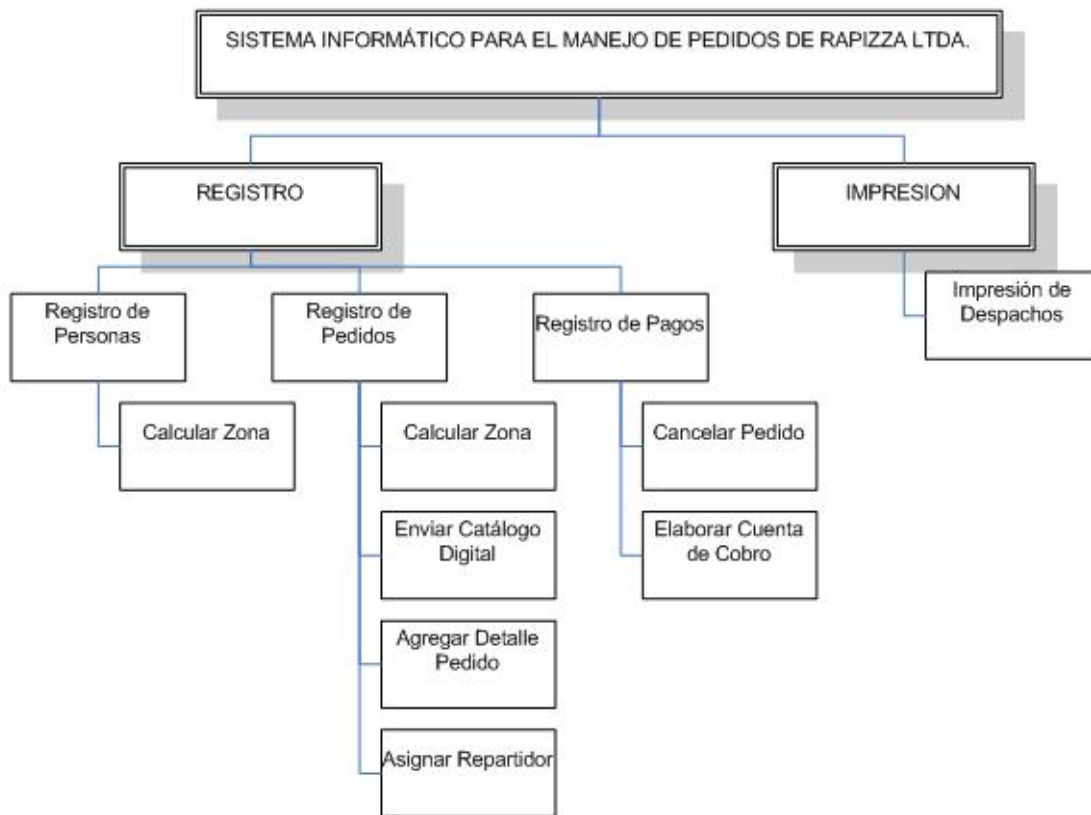 SISTEMA INFORMÁTICO PARA EL MANEJO DE PEDIDOS DE RAPIZZA LTDA.
REGISTRO
IMPRESION
Registro de
Personas
Registro de
Pedidos
Registro de Pagos
Impresión de
Despachos
Calcular Zona
Calcular Zona
Cancelar Pedido
Enviar Catálogo
Digital
Elaborar Cuenta
de Cobro
Agregar Detalle
Pedido
Asignar Repartidor